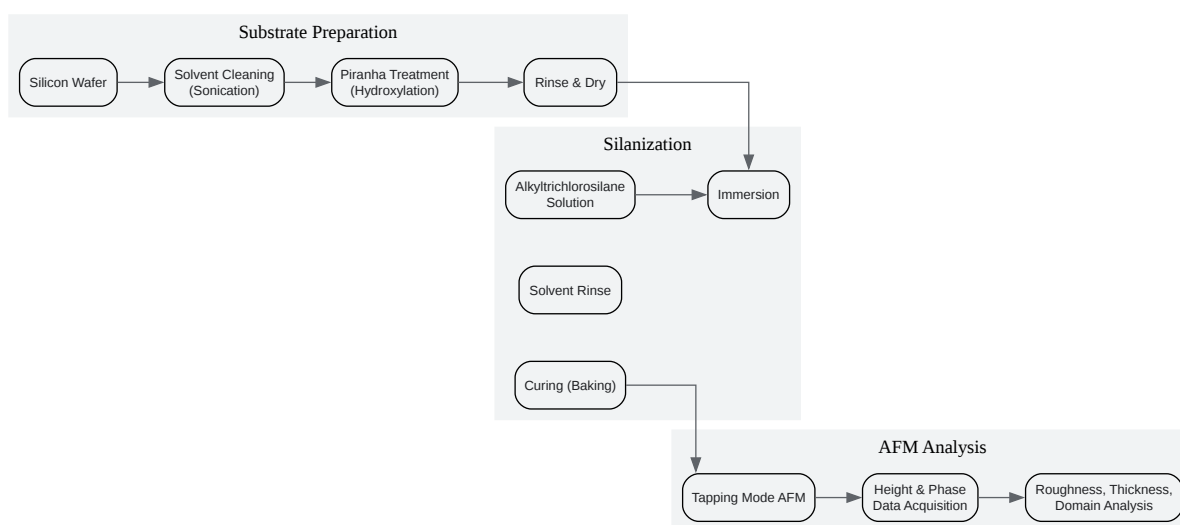 Substrate Preparation
Silicon Wafer
Solvent Cleaning
(Sonication)
Piranha Treatment
(Hydroxylation)
Rinse & Dry
Silanization
Alkyltrichlorosilane
Solution
Immersion
Solvent Rinse
Curing (Baking)
AFM Analysis
Tapping Mode AFM
Height & Phase
Data Acquisition
Roughness, Thickness,
Domain Analysis